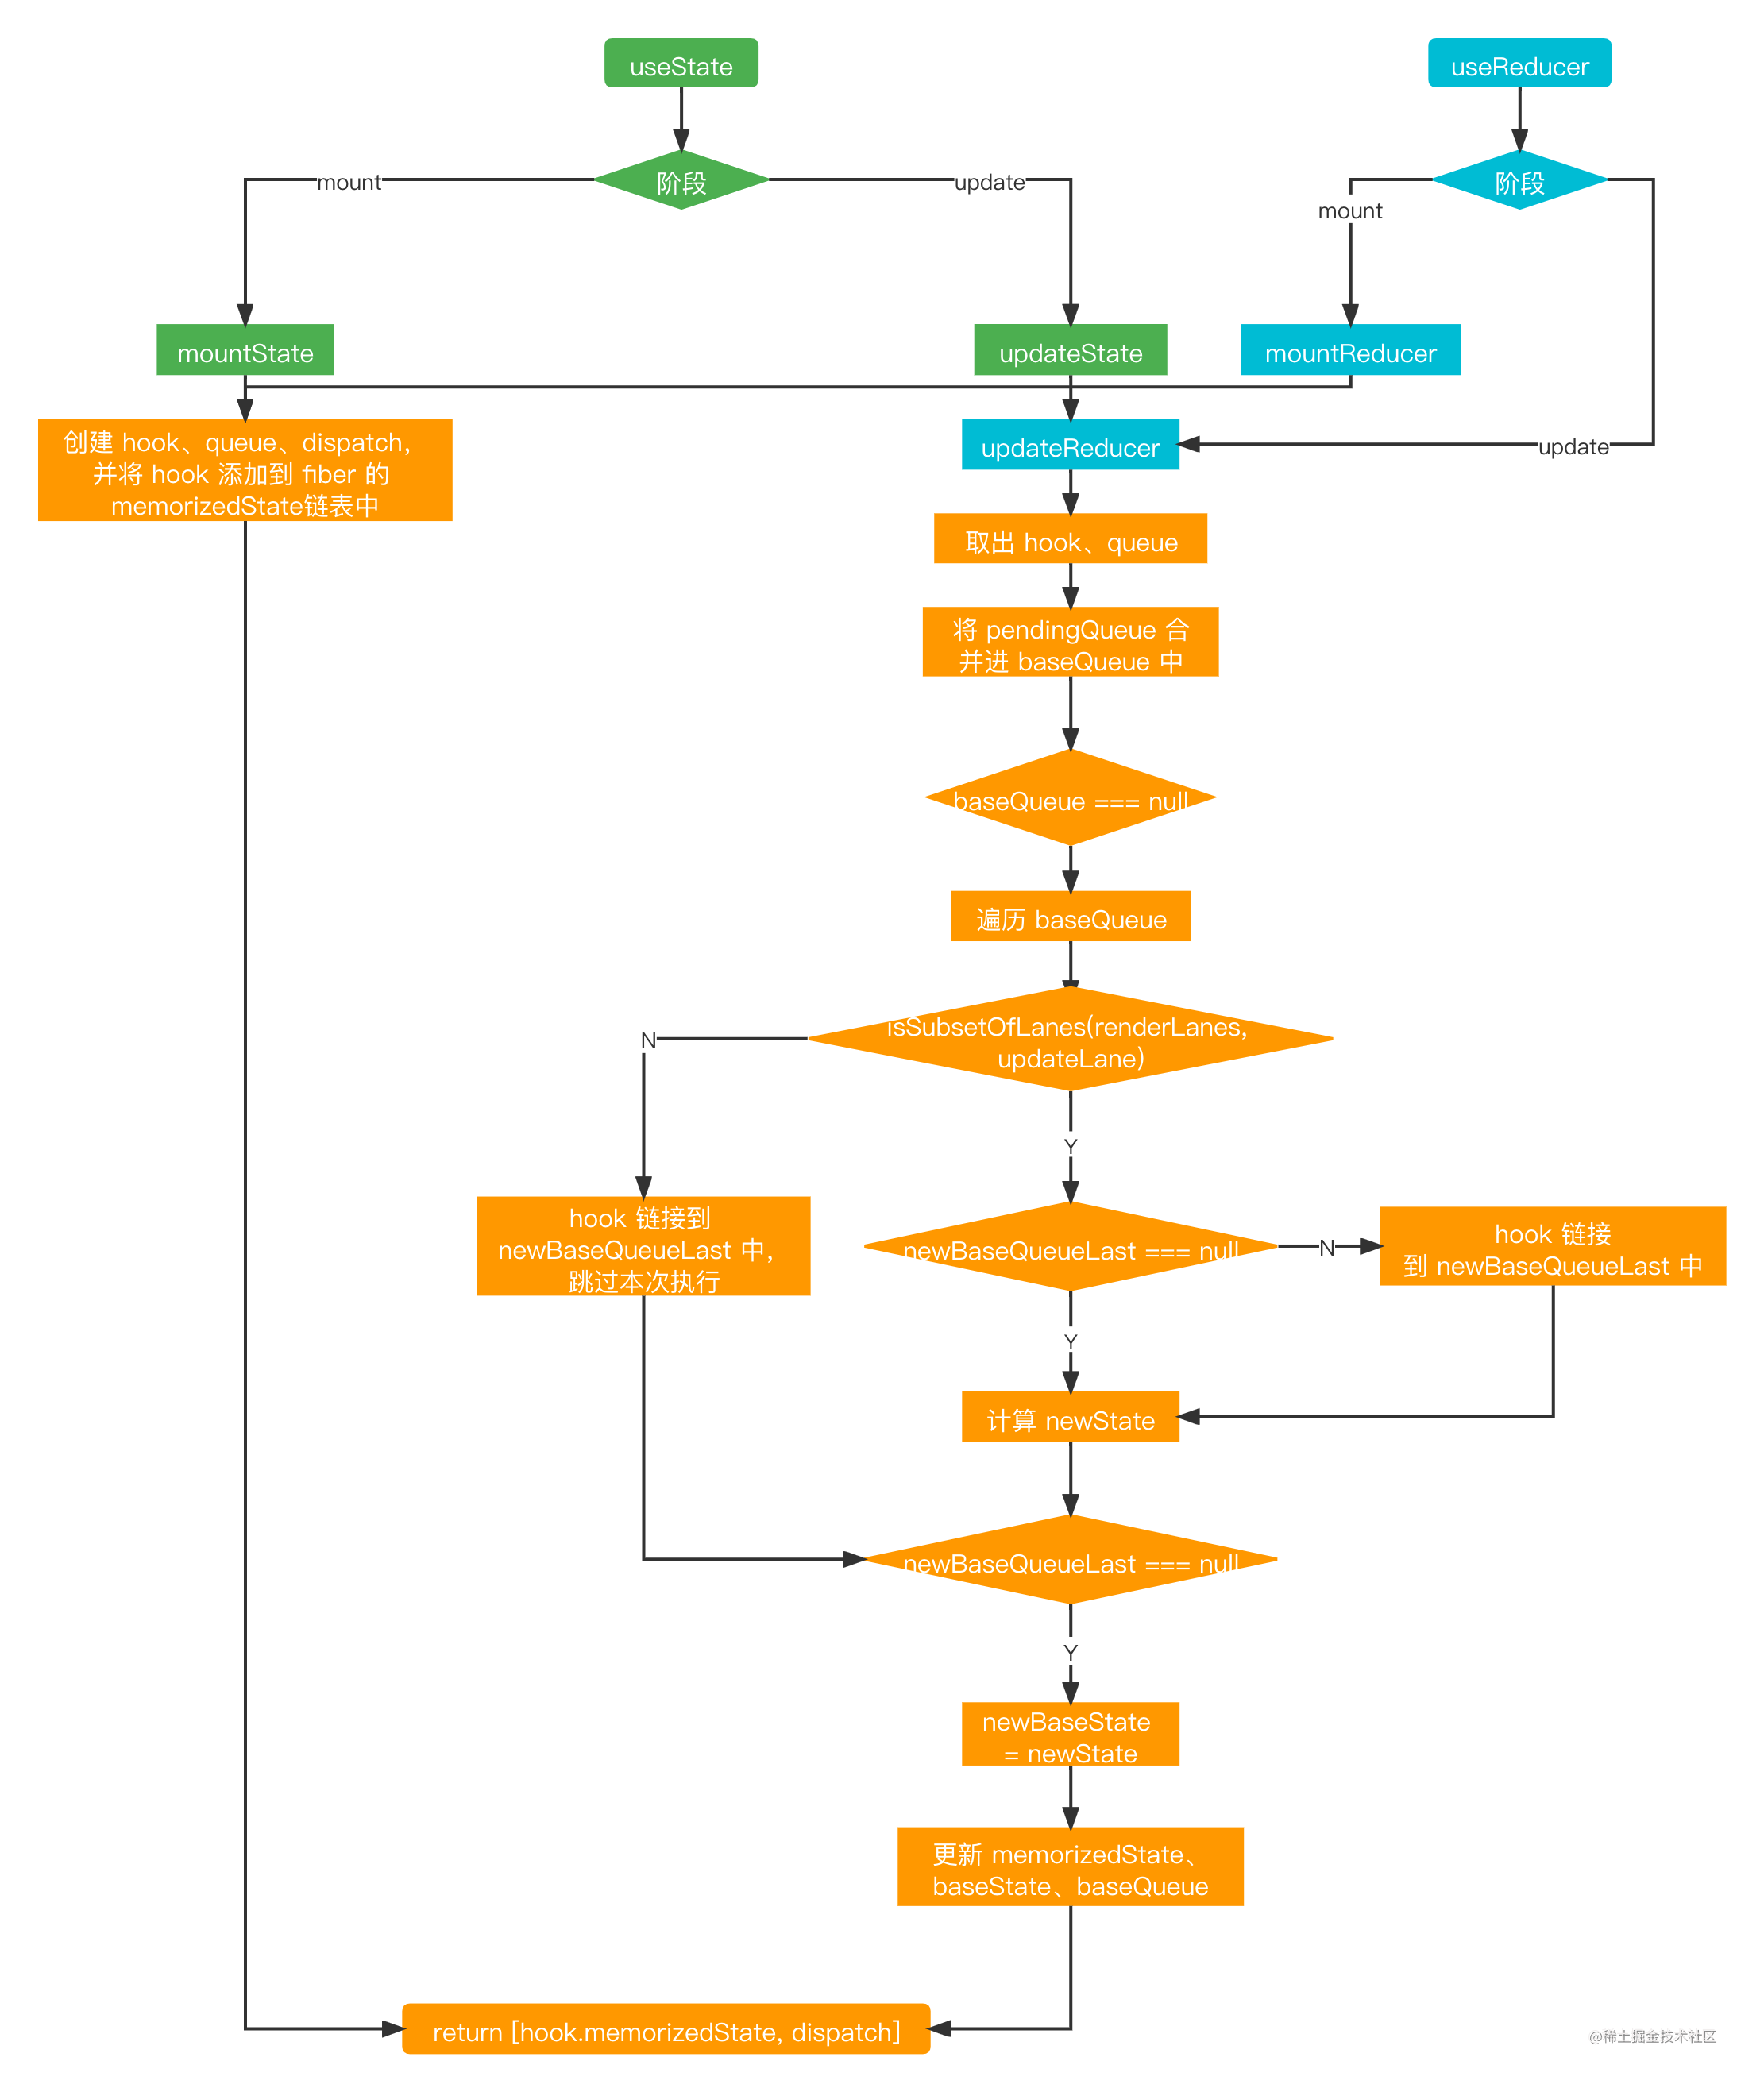 useState
useReducer
阶段
阶段
mount
update
mount
mountState
updateState
mountReducer
创建 hook、queue、dispatch,
并将 hook 添加到 fiber 的
memorizedState链表中
updateReducer
update
取出 hook、queue
将 pendingQueue 合
并进 baseQueue 中
baseQueue === null
遍历 baseQueue
isSubsetOfLanes(renderLanes,
updateLane)
N
Y
hook 链接到
newBaseQueueLast 中,
跳过本次执行
newBaseQueueLast === null
N
hook 链接
到 newBaseQueueLast 中
Y
计算 newState
newBaseQueueLast === null
Y
newBaseState
= newState
更新 memorizedState、
baseState、baseQueue
return [hook.memorizedState, dispatch]
@稀土掘金技术社区